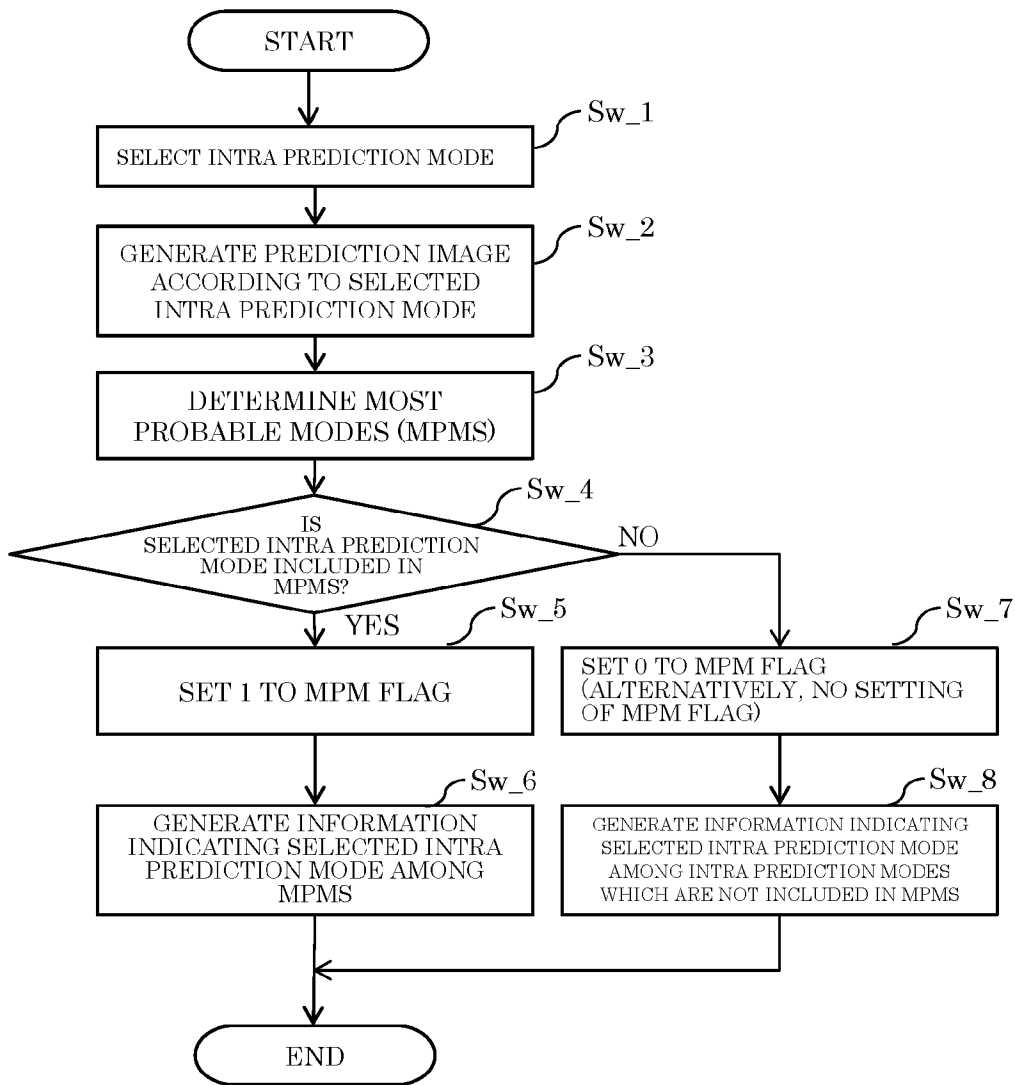 START
Sw_1
SELECT INTRA PREDICTION MODE
Sw_2
GENERATE PREDICTION IMAGE
ACCORDING TO SELECTED
INTRA PREDICTION MODE
Sw_3
DETERMINE MOST
PROBABLE MODES (MPMS)
Sw_4
IS
SELECTED INTRA PREDICTION
MODE INCLUDED IN
MPMS?
NO
YES
Sw_5
SET 1 TO MPM FLAG
Sw_7
SET 0 TO MPM FLAG
(ALTERNATIVELY, NO SETTING
OF MPM FLAG)
Sw_6
GENERATE INFORMATION
INDICATING SELECTED INTRA
PREDICTION MODE AMONG
MPMS
Sw_8
GENERATE INFORMATION INDICATING
SELECTED INTRA PREDICTION MODE
AMONG INTRA PREDICTION MODES
WHICH ARE NOT INCLUDED IN MPMS
END